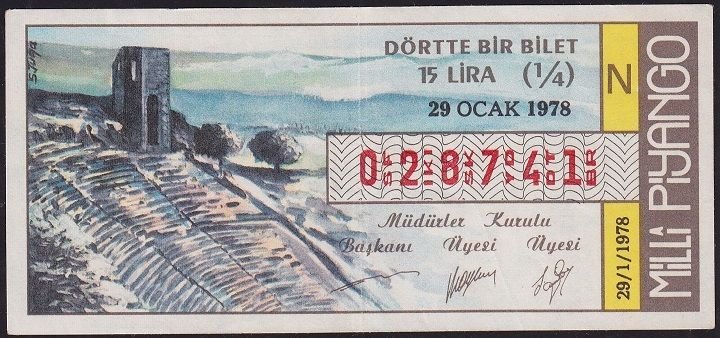 DÖRTTE BİR BİLET
15 LİRA (1/4)
29 OCAK 1978
0 2 8 7 4 1
Müdürler Kurulu
Başkanı Üyesi Üyesi
N
29/1/1978
MİLLİ PİYANGO